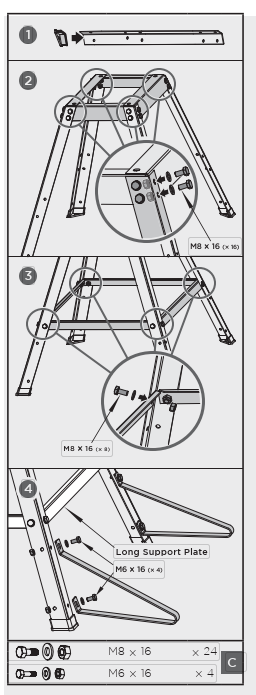 1
2
M8 x 16 (x 16)
3
M8 x 16 (x 8)
4
Long Support Plate
M6 x 16 (x 4)
M8 x 16 x 24
C
M6 x 16 x 4